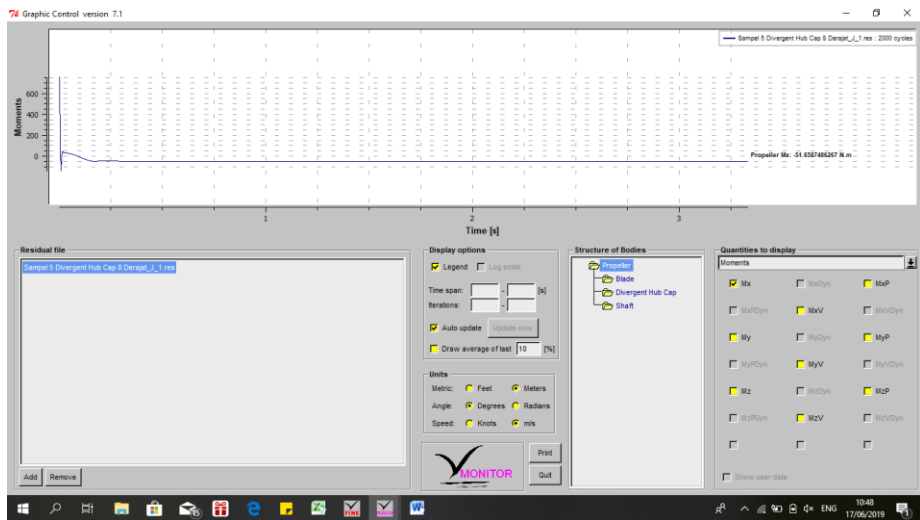 Graphic Control version 7.1
Sampel 5 Divergent Hub Cap 8 Derajat_J_1.res : 2000 cycles
Moments
600
400
200
0
Propeller Mx: -51.6587486267 N.m
1
2
3
Time [s]
Residual file
Sampel 5 Divergent Hub Cap 8 Derajat_J_1.res
Add Remove
Display options
Legend Log scale
Time span: - [s]
Iterations: -
Auto update Update now
Draw average of last 10 [%]
Units
Metric: Feet Meters
Angle: Degrees Radians
Speed: Knots m/s
MONITOR
Print
Quit
Structure of Bodies
Propeller
Blade
Divergent Hub Cap
Shaft
Quantities to display
Moments
Mx MxDyn MxP
MxPDyn MxV MxVDyn
My MyDyn MyP
MyPDyn MyV MyVDyn
Mz MzDyn MzP
MzPDyn MzV MzVDyn
Show user data
ENG
10:48
17/06/2019